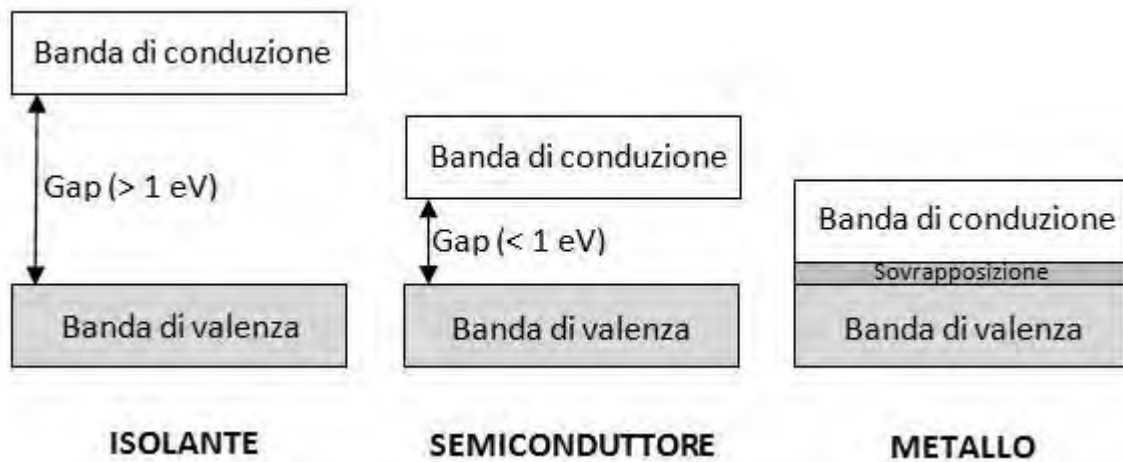 Banda di conduzione
Gap (> 1 eV)
Banda di valenza
ISOLANTE
Banda di conduzione
Gap (< 1 eV)
Banda di valenza
SEMICONDUTTORE
Banda di conduzione
Sovrapposizione
Banda di valenza
METALLO